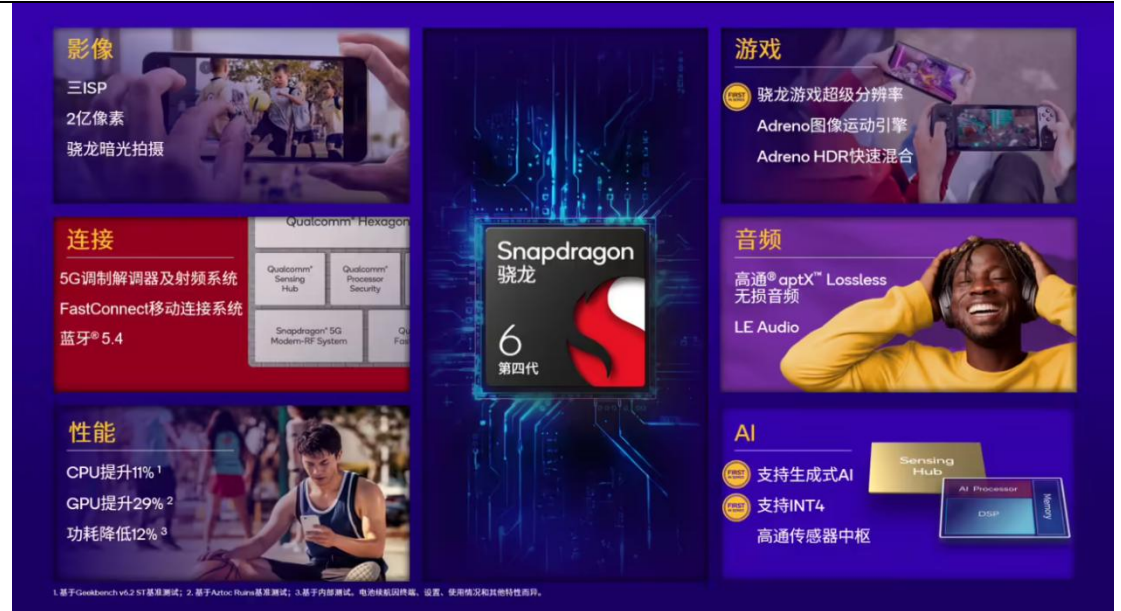 影像
三ISP
2亿像素
骁龙暗光拍摄
连接
5G调制解调器及射频系统
FastConnect移动连接系统
蓝牙® 5.4
Qualcomm® Hexagon
Qualcomm® Sensing Hub
Qualcomm® Processor Security
Snapdragon® 5G Modem-RF System
性能
CPU提升11% ¹
GPU提升29% ²
功耗降低12% ³
Snapdragon
骁龙
6
第四代
游戏
FIRST
骁龙游戏超级分辨率
Adreno图像运动引擎
Adreno HDR快速混合
音频
高通® aptX™ Lossless
无损音频
LE Audio
AI
FIRST
支持生成式AI
FIRST
支持INT4
高通传感器中枢
Sensing
Hub
AI Processor
DSP
Memory
1. 基于Geekbench v6.2 ST基准测试；2. 基于Aztec Ruins基准测试；3.基于内部测试。电池续航因终端、设置、使用情况和其他特性而异。